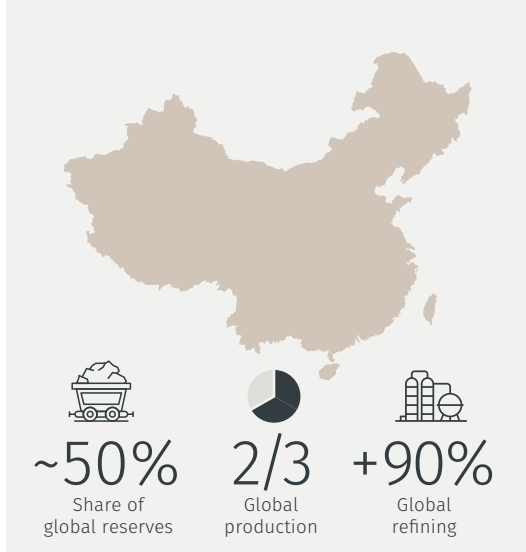 ~50%
Share of
global reserves
2/3
Global
production
+90%
Global
refining